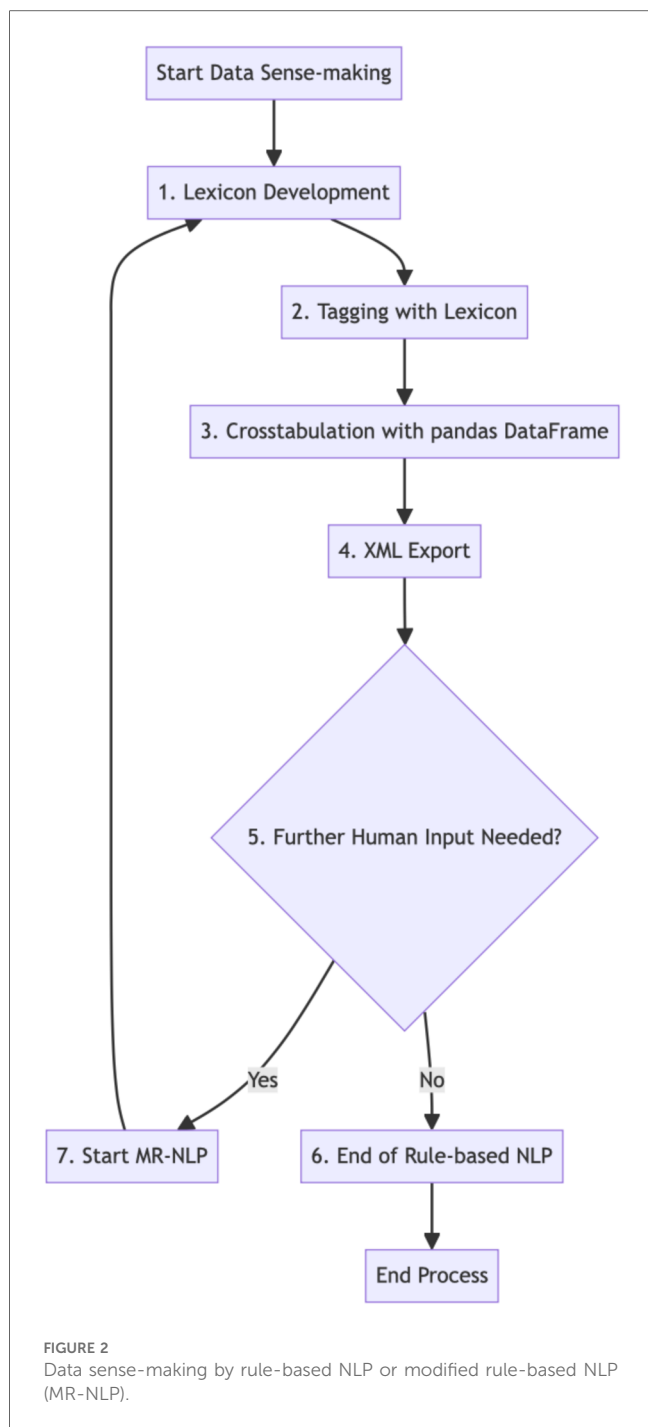 Start Data Sense-making
1. Lexicon Development
2. Tagging with Lexicon
3. Crosstabulation with pandas DataFrame
4. XML Export
5. Further Human Input Needed?
Yes
No
7. Start MR-NLP
6. End of Rule-based NLP
End Process
FIGURE 2
Data sense-making by rule-based NLP or modified rule-based NLP
(MR-NLP).